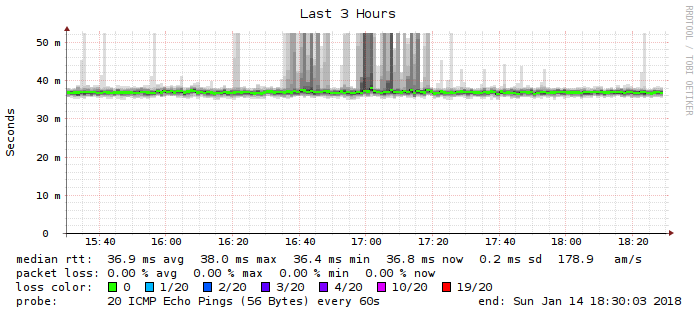 Last 3 Hours
RRDTOOL / TOBI OETIKER
Seconds
50 m
40 m
30 m
20 m
10 m
0
15:40 16:00 16:20 16:40 17:00 17:20 17:40 18:00 18:20
median rtt: 36.9 ms avg 38.0 ms max 36.4 ms min 36.8 ms now 0.2 ms sd 178.9 am/s
packet loss: 0.00 % avg 0.00 % max 0.00 % min 0.00 % now
loss color: 0 1/20 2/20 3/20 4/20 10/20 19/20
probe: 20 ICMP Echo Pings (56 Bytes) every 60s end: Sun Jan 14 18:30:03 2018